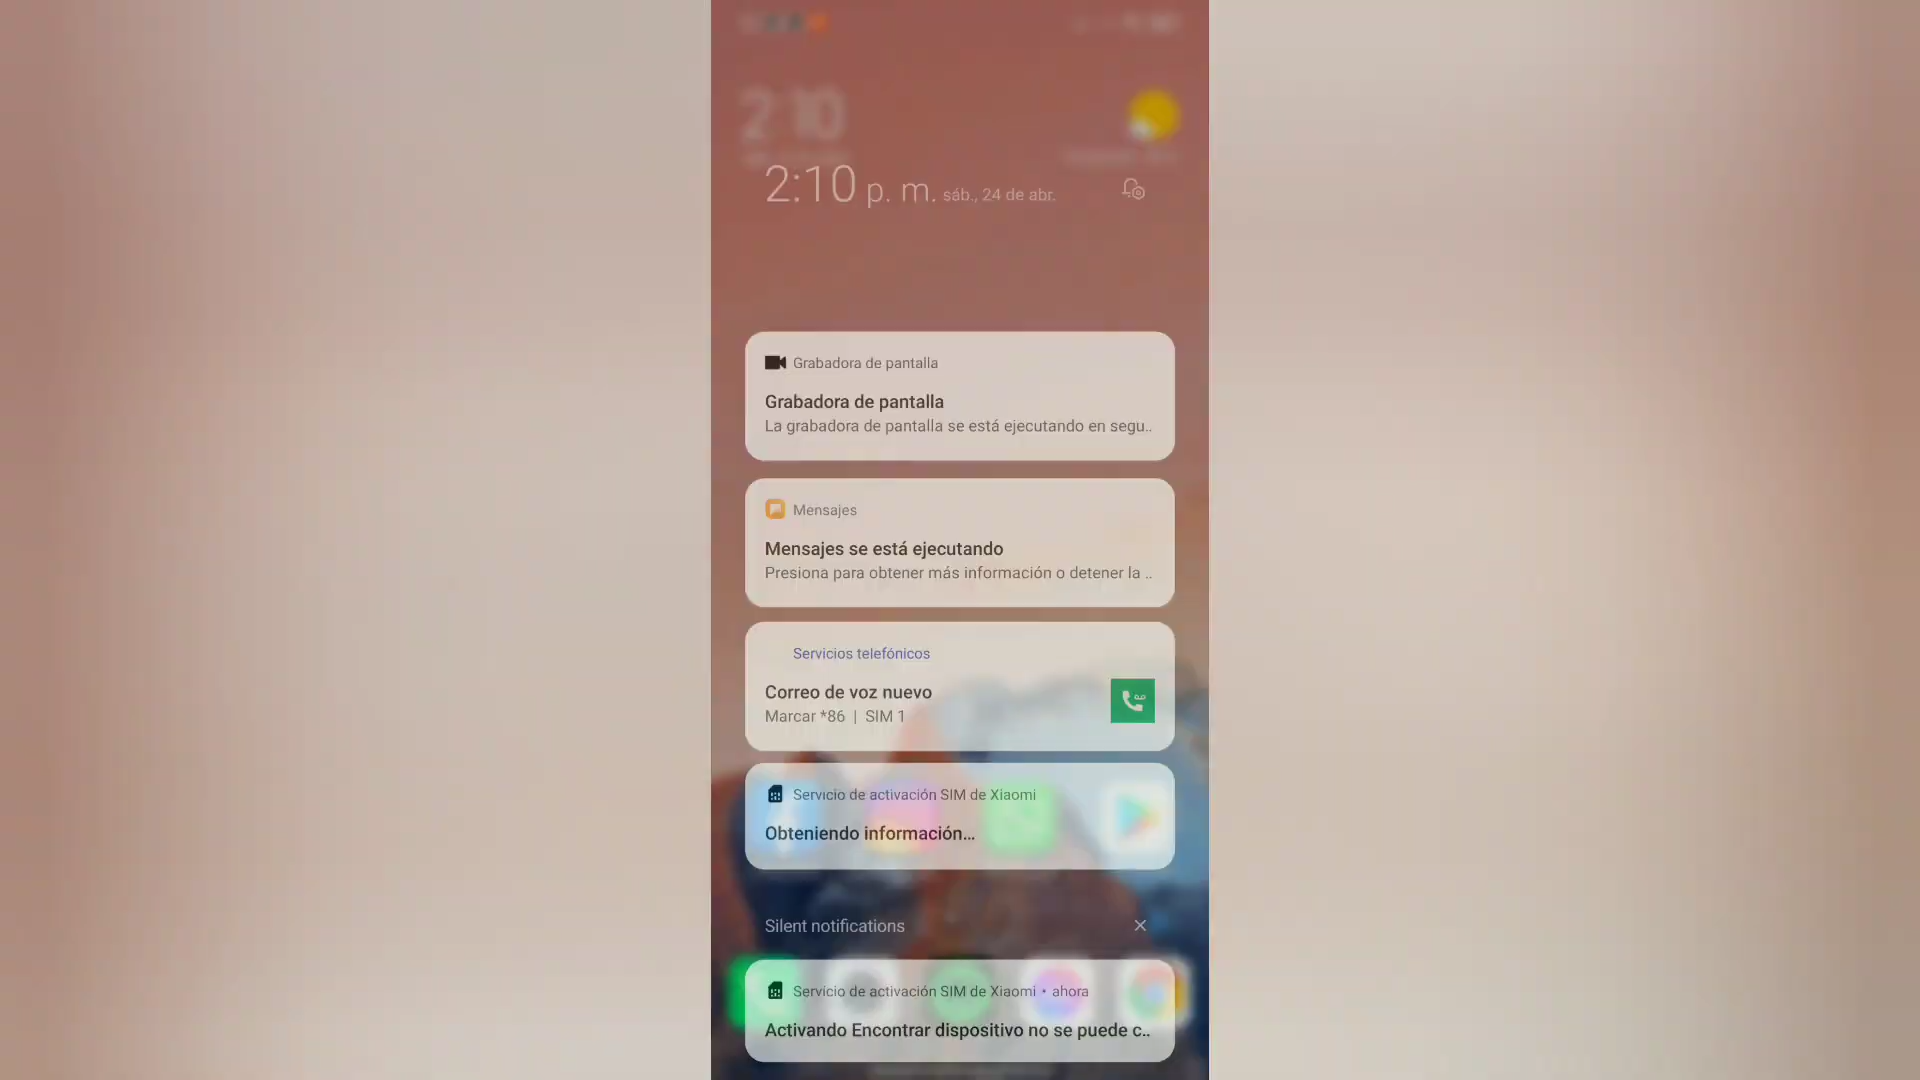 2:10
2:10 p. m. sáb., 24 de abr.
Grabadora de pantalla
Grabadora de pantalla
La grabadora de pantalla se está ejecutando en segu..
Mensajes
Mensajes se está ejecutando
Presiona para obtener más información o detener la ..
Servicios telefónicos
Correo de voz nuevo
Marcar *86 | SIM 1
Servicio de activación SIM de Xiaomi
Obteniendo información...
Silent notifications
Servicio de activación SIM de Xiaomi • ahora
Activando Encontrar dispositivo no se puede c..